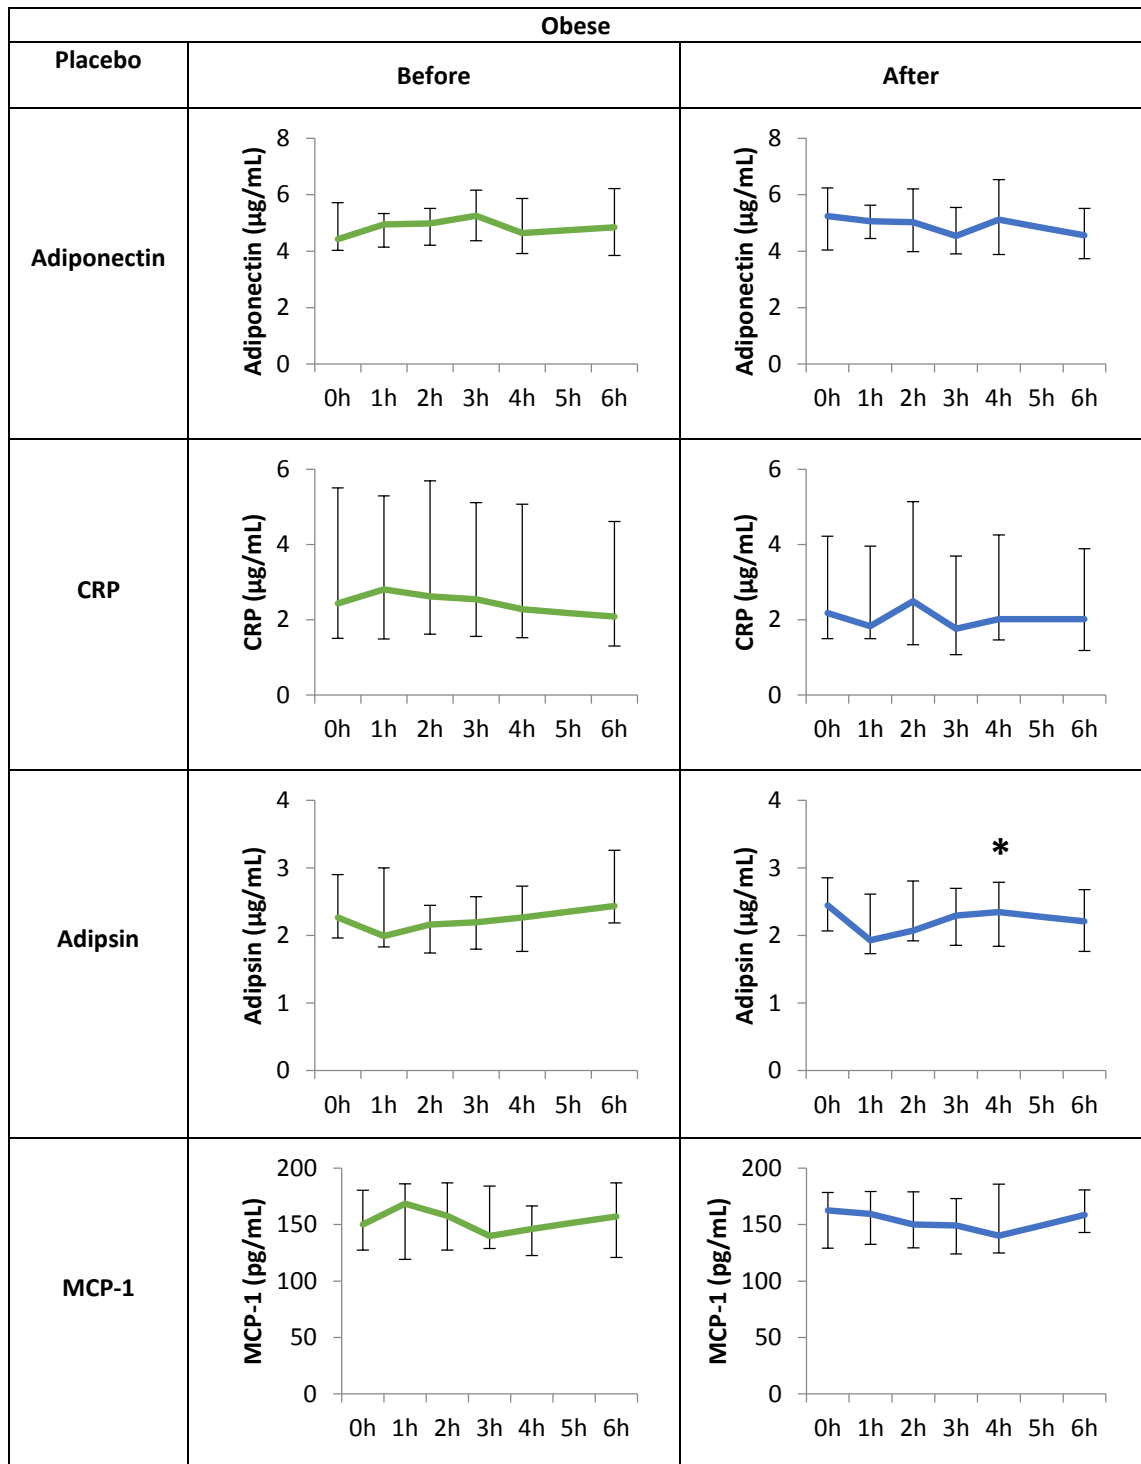 Obese
Placebo
Before
After
Adiponectin
Adiponectin (µg/mL)
8
6
4
2
0
0h 1h 2h 3h 4h 5h 6h
Adiponectin (µg/mL)
8
6
4
2
0
0h 1h 2h 3h 4h 5h 6h
CRP
CRP (µg/mL)
6
4
2
0
0h 1h 2h 3h 4h 5h 6h
CRP (µg/mL)
6
4
2
0
0h 1h 2h 3h 4h 5h 6h
Adipsin
Adipsin (µg/mL)
4
3
2
1
0
0h 1h 2h 3h 4h 5h 6h
Adipsin (µg/mL)
4
3
2
1
0
*
0h 1h 2h 3h 4h 5h 6h
MCP-1
MCP-1 (pg/mL)
200
150
100
50
0
0h 1h 2h 3h 4h 5h 6h
MCP-1 (pg/mL)
200
150
100
50
0
0h 1h 2h 3h 4h 5h 6h